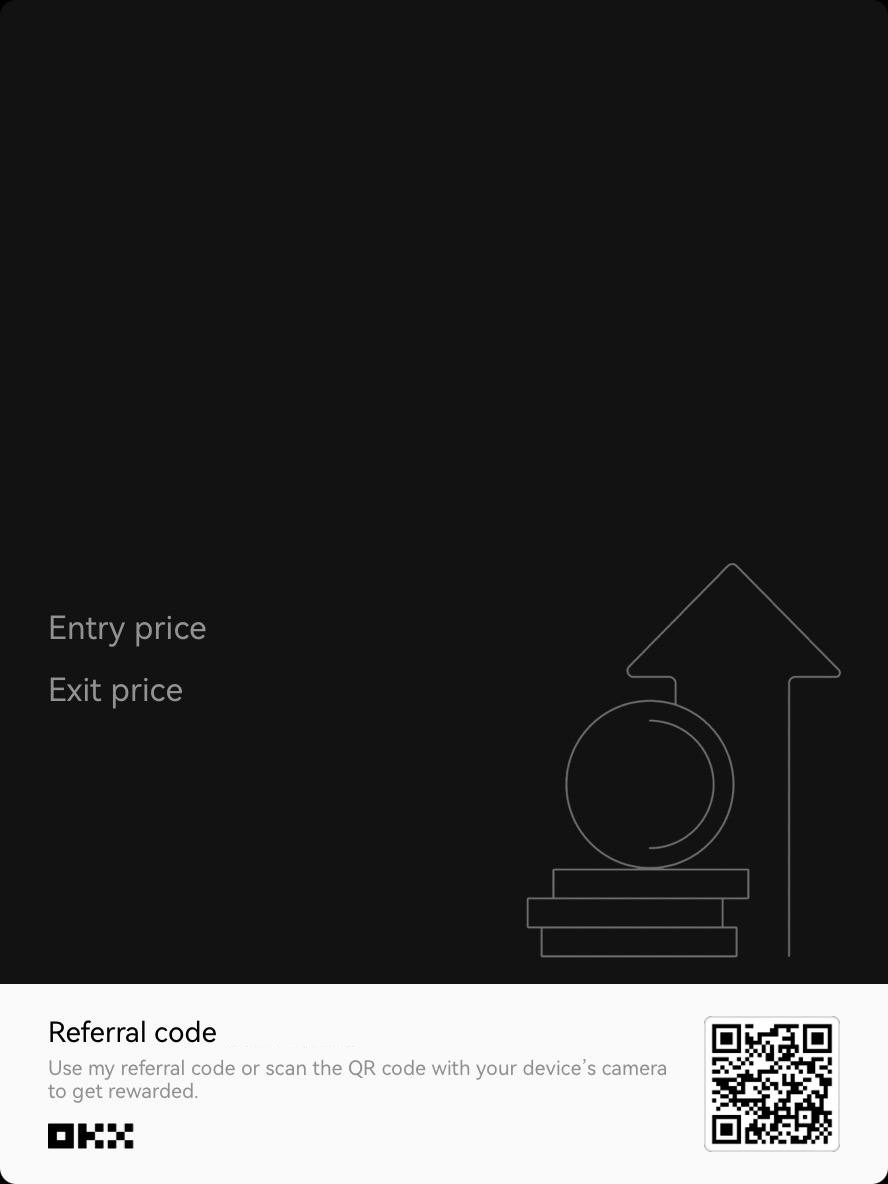 Entry price
Exit price
Referral code
Use my referral code or scan the QR code with your device’s camera
to get rewarded.
OKX